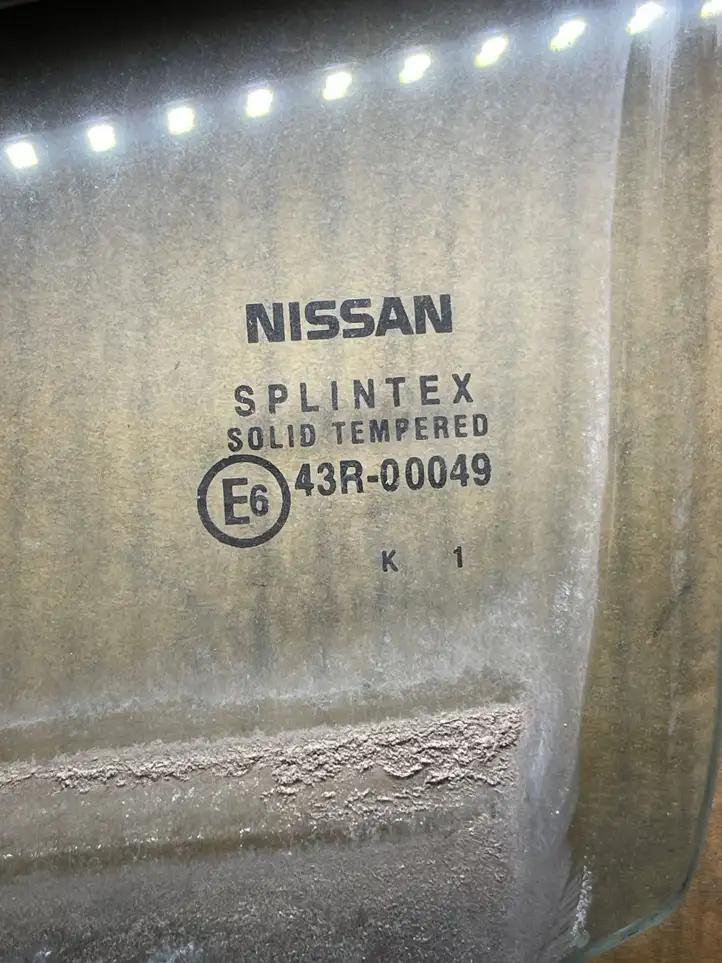 NISSAN
SPLINTEX
SOLID TEMPERED
E6 43R-00049
K 1